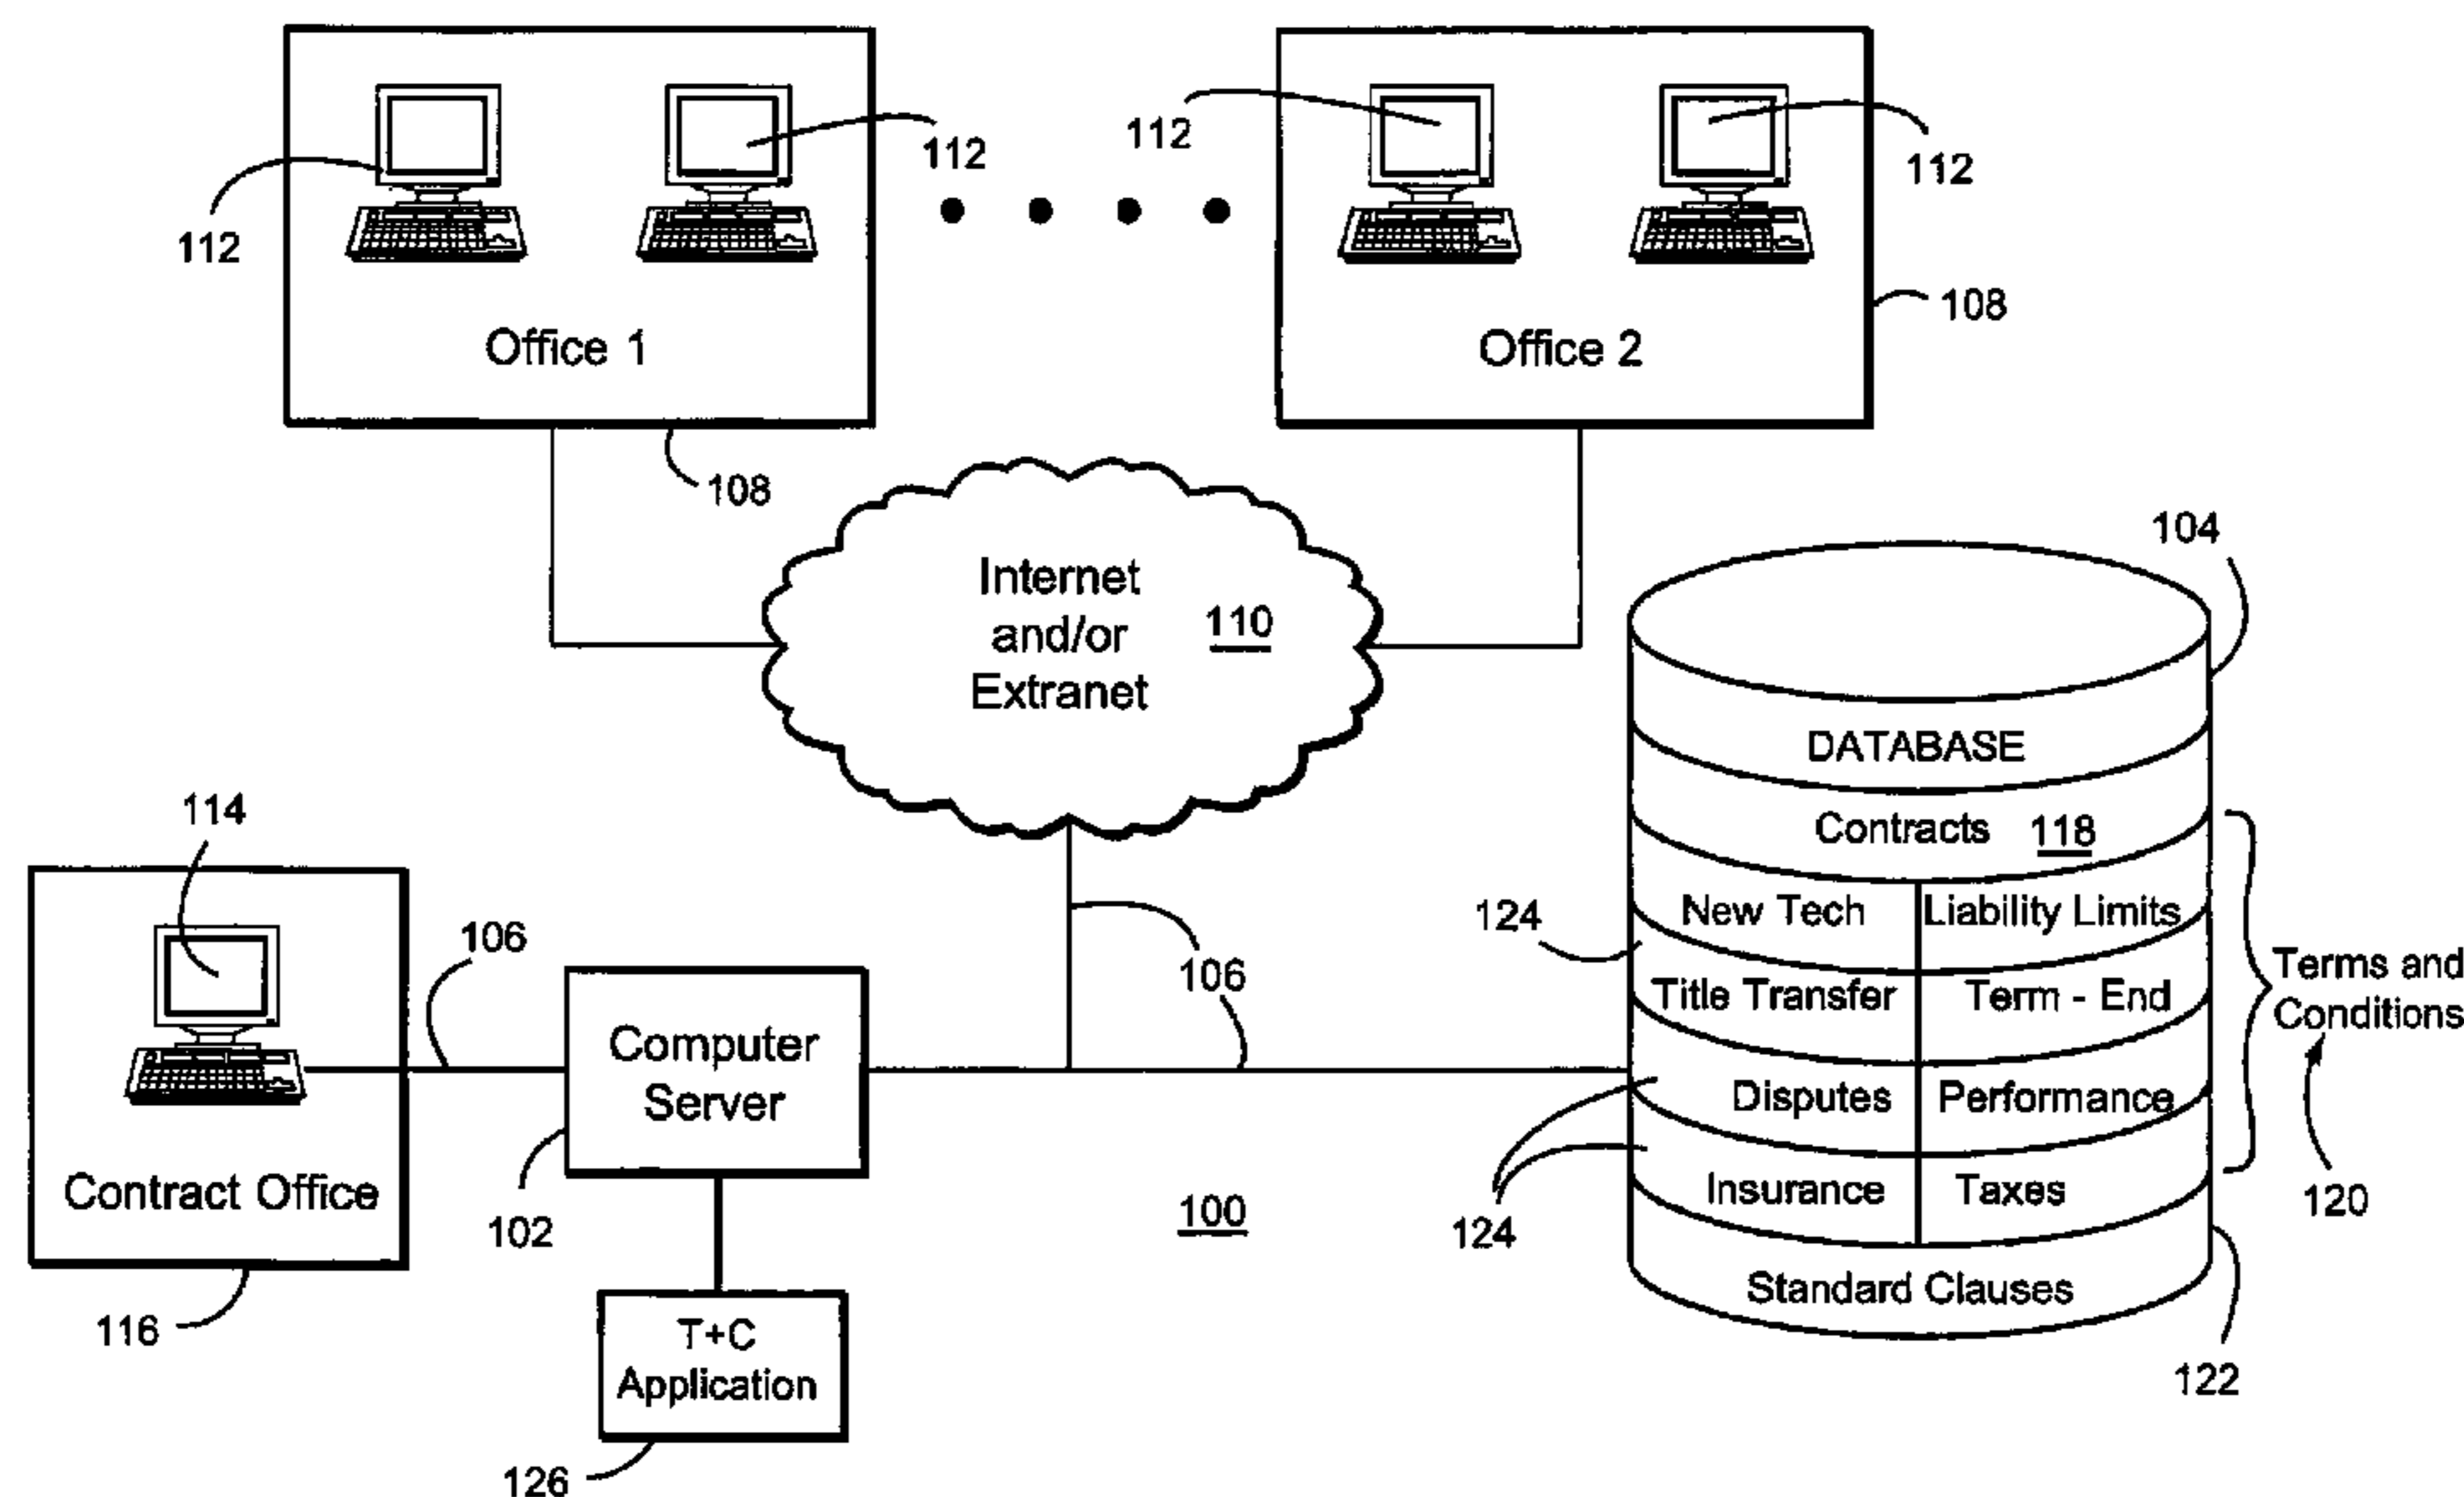 112
112
112
112
Office 1
Office 2
108
108
Internet
and/or
Extranet
110
104
DATABASE
Contracts 118
New Tech
Liability Limits
Title Transfer
Term - End
Disputes
Performance
Insurance
Taxes
Standard Clauses
124
124
Terms and
Conditions
120
122
114
106
106
Contract Office
116
Computer
Server
102
100
T+C
Application
126